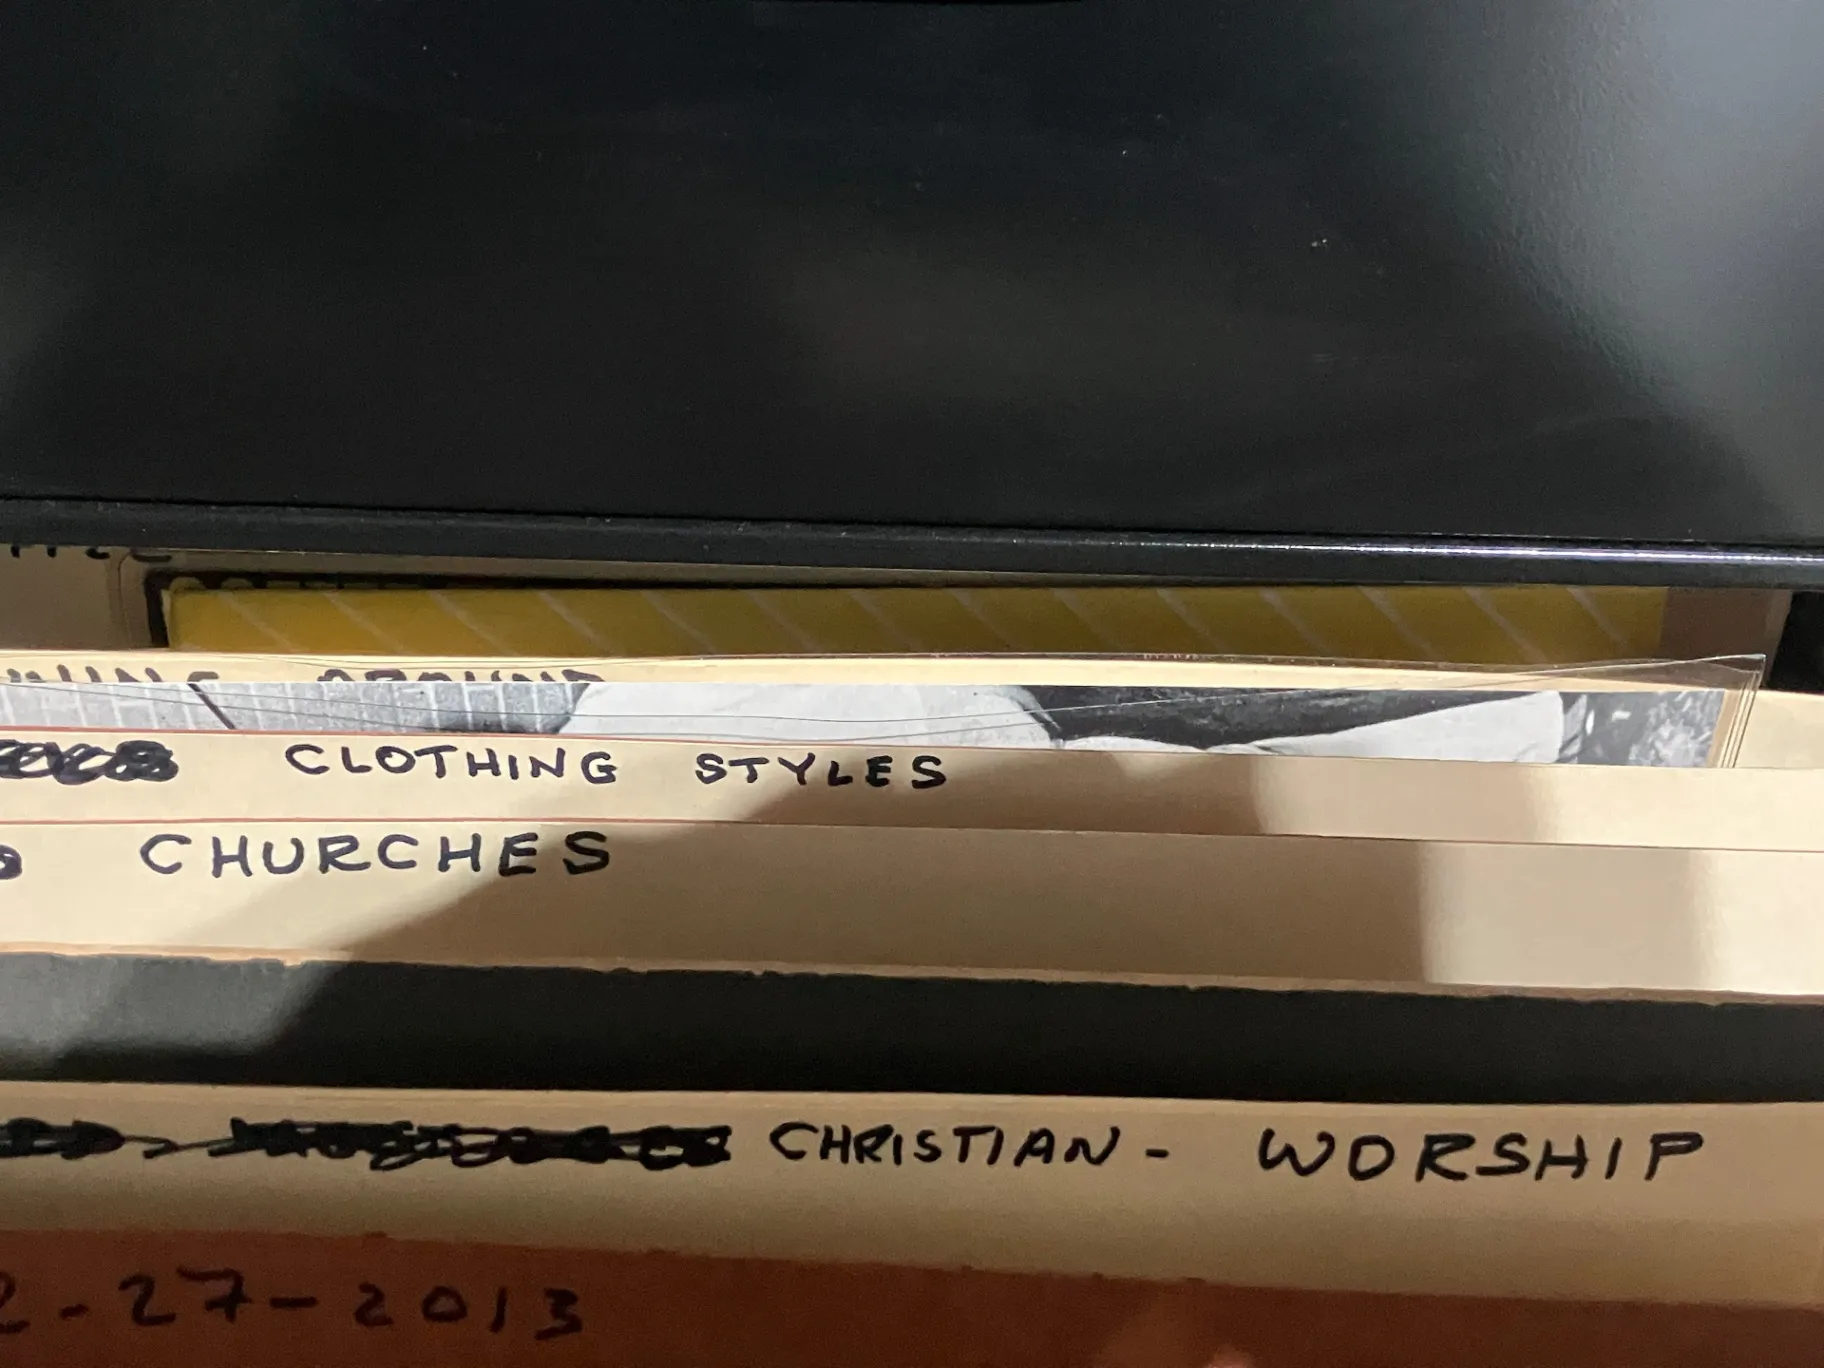 CLOTHING STYLES
CHURCHES
CHRISTIAN - WORSHIP
2-27-2013